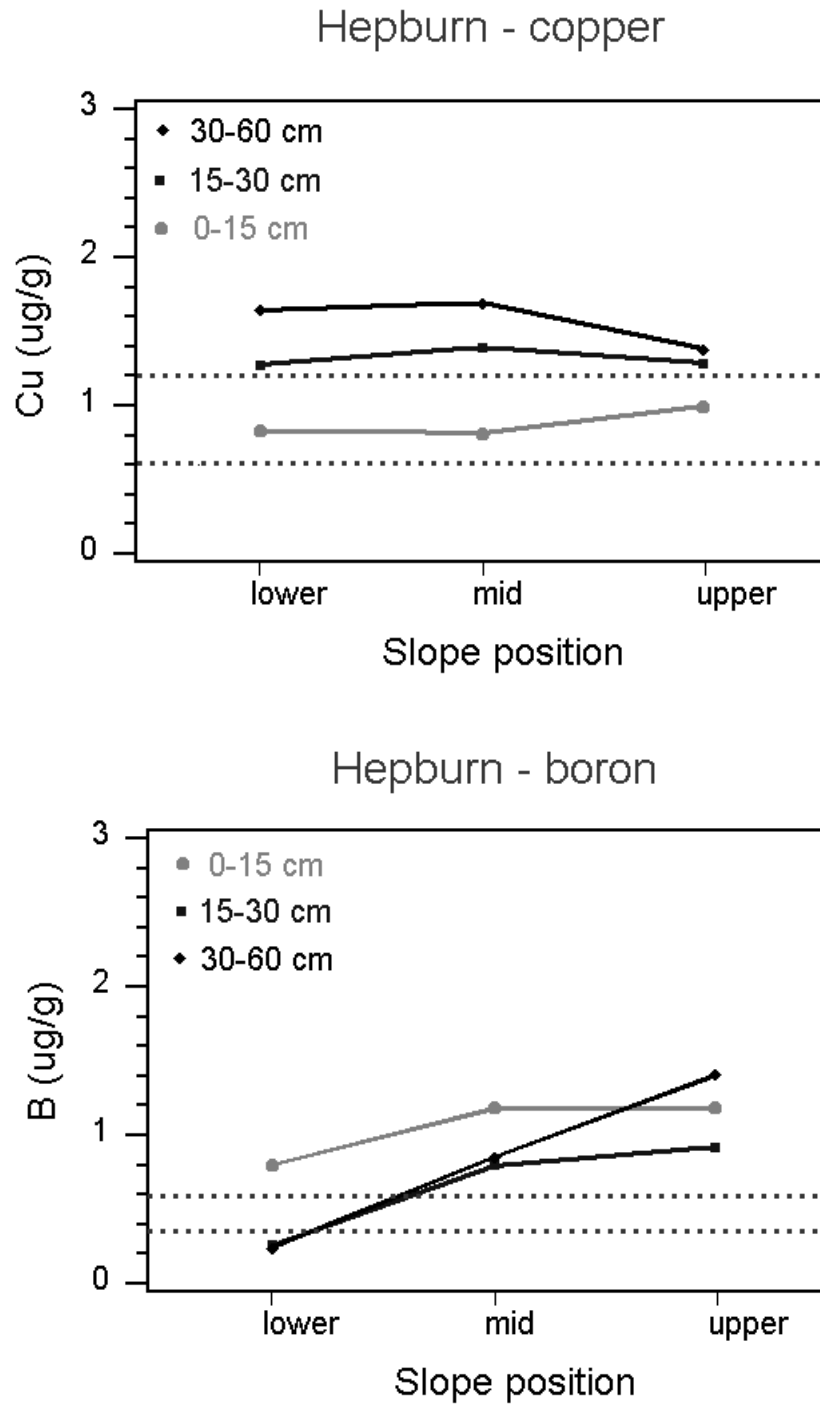 Hepburn - copper
3
30-60 cm
15-30 cm
0-15 cm
2
Cu (ug/g)
1
0
lower mid upper
Slope position
Hepburn - boron
3
0-15 cm
15-30 cm
30-60 cm
2
B (ug/g)
1
0
lower mid upper
Slope position